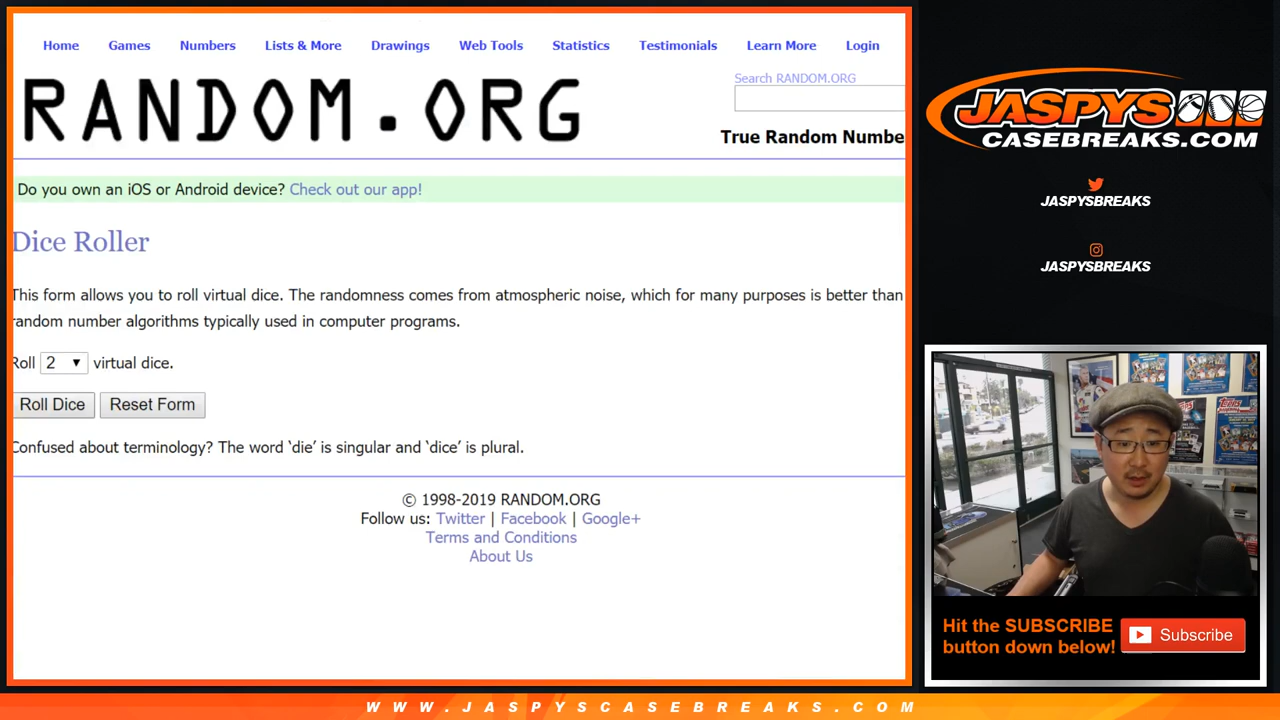 Home Games Numbers Lists & More Drawings Web Tools Statistics Testimonials Learn More Login
RANDOM.ORG
Search RANDOM.ORG
True Random Numbe
Do you own an iOS or Android device? Check out our app!
Dice Roller
This form allows you to roll virtual dice. The randomness comes from atmospheric noise, which for many purposes is better than
random number algorithms typically used in computer programs.
Roll 2 virtual dice.
Roll Dice Reset Form
Confused about terminology? The word ‘die’ is singular and ‘dice’ is plural.
© 1998-2019 RANDOM.ORG
Follow us: Twitter | Facebook | Google+
Terms and Conditions
About Us
JASPYS
CASEBREAKS.COM
JASPYSBREAKS
JASPYSBREAKS
Topps
Hit the SUBSCRIBE
button down below!
Subscribe
WWW.JASPYSCASEBREAKS.COM